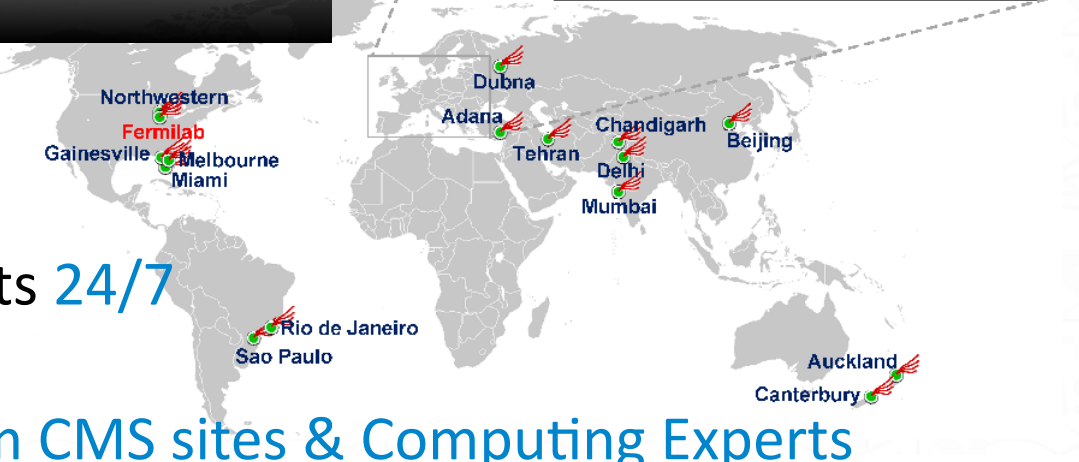 Dubna
Northwestern
Adana
Fermilab
Chandigarh
Beijing
Gainesville
Melbourne
Tehran
Miami
Delhi
Mumbai
ts 24/7
Rio de Janeiro
Sao Paulo
Auckland
Canterbury
n CMS sites & Computing Experts